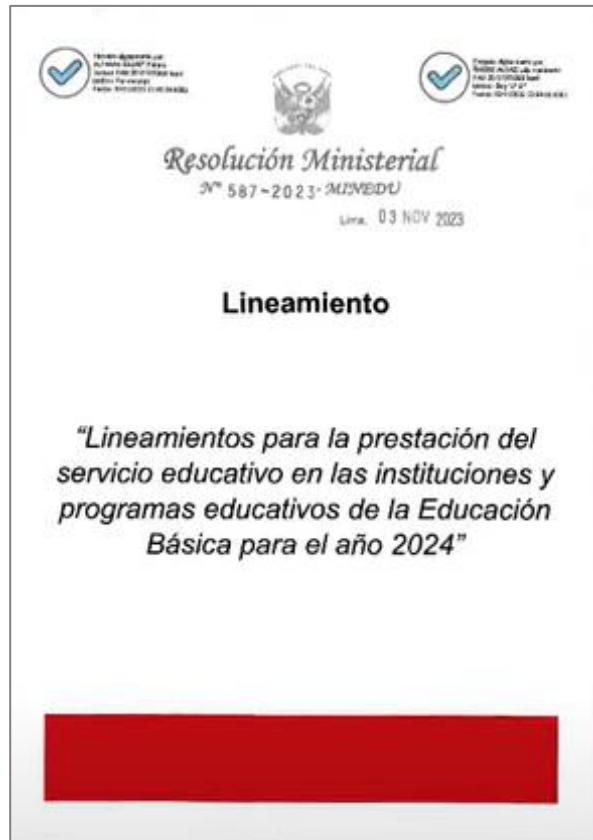 Resolución Ministerial
N° 587-2023-MINEDU
Lima, 03 NOV 2023
Lineamiento
“Lineamientos para la prestación del
servicio educativo en las instituciones y
programas educativos de la Educación
Básica para el año 2024”